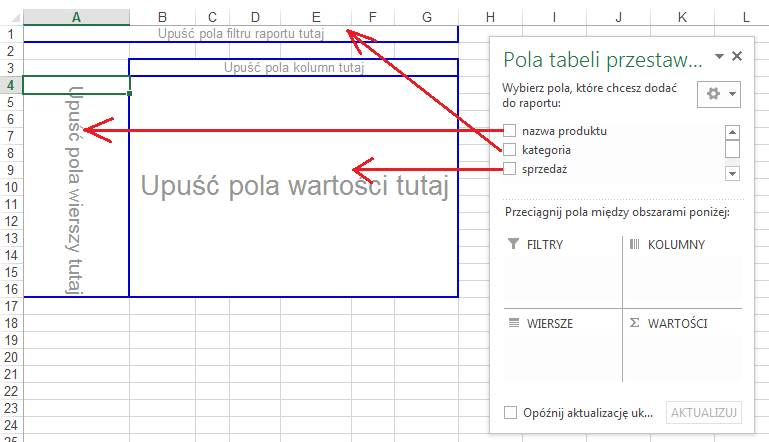 A B C D E F G H I J K L
1 Upuść pola filtru raportu tutaj
2
3 Upuść pola kolumn tutaj
4
5
6
7
8
9
10
11
12
13
14
15
16
17
18
19
20
21
22
23
24
25
Upuść pola wierszy tutaj
Upuść pola wartości tutaj
Pola tabeli przestaw...
Wybierz pola, które chcesz dodać
do raportu:
nazwa produktu
kategoria
sprzedaż
Przeciągnij pola między obszarami poniżej:
FILTRY
KOLUMNY
WIERSZE
Σ WARTOŚCI
Opóźnij aktualizację uk...
AKTUALIZUJ